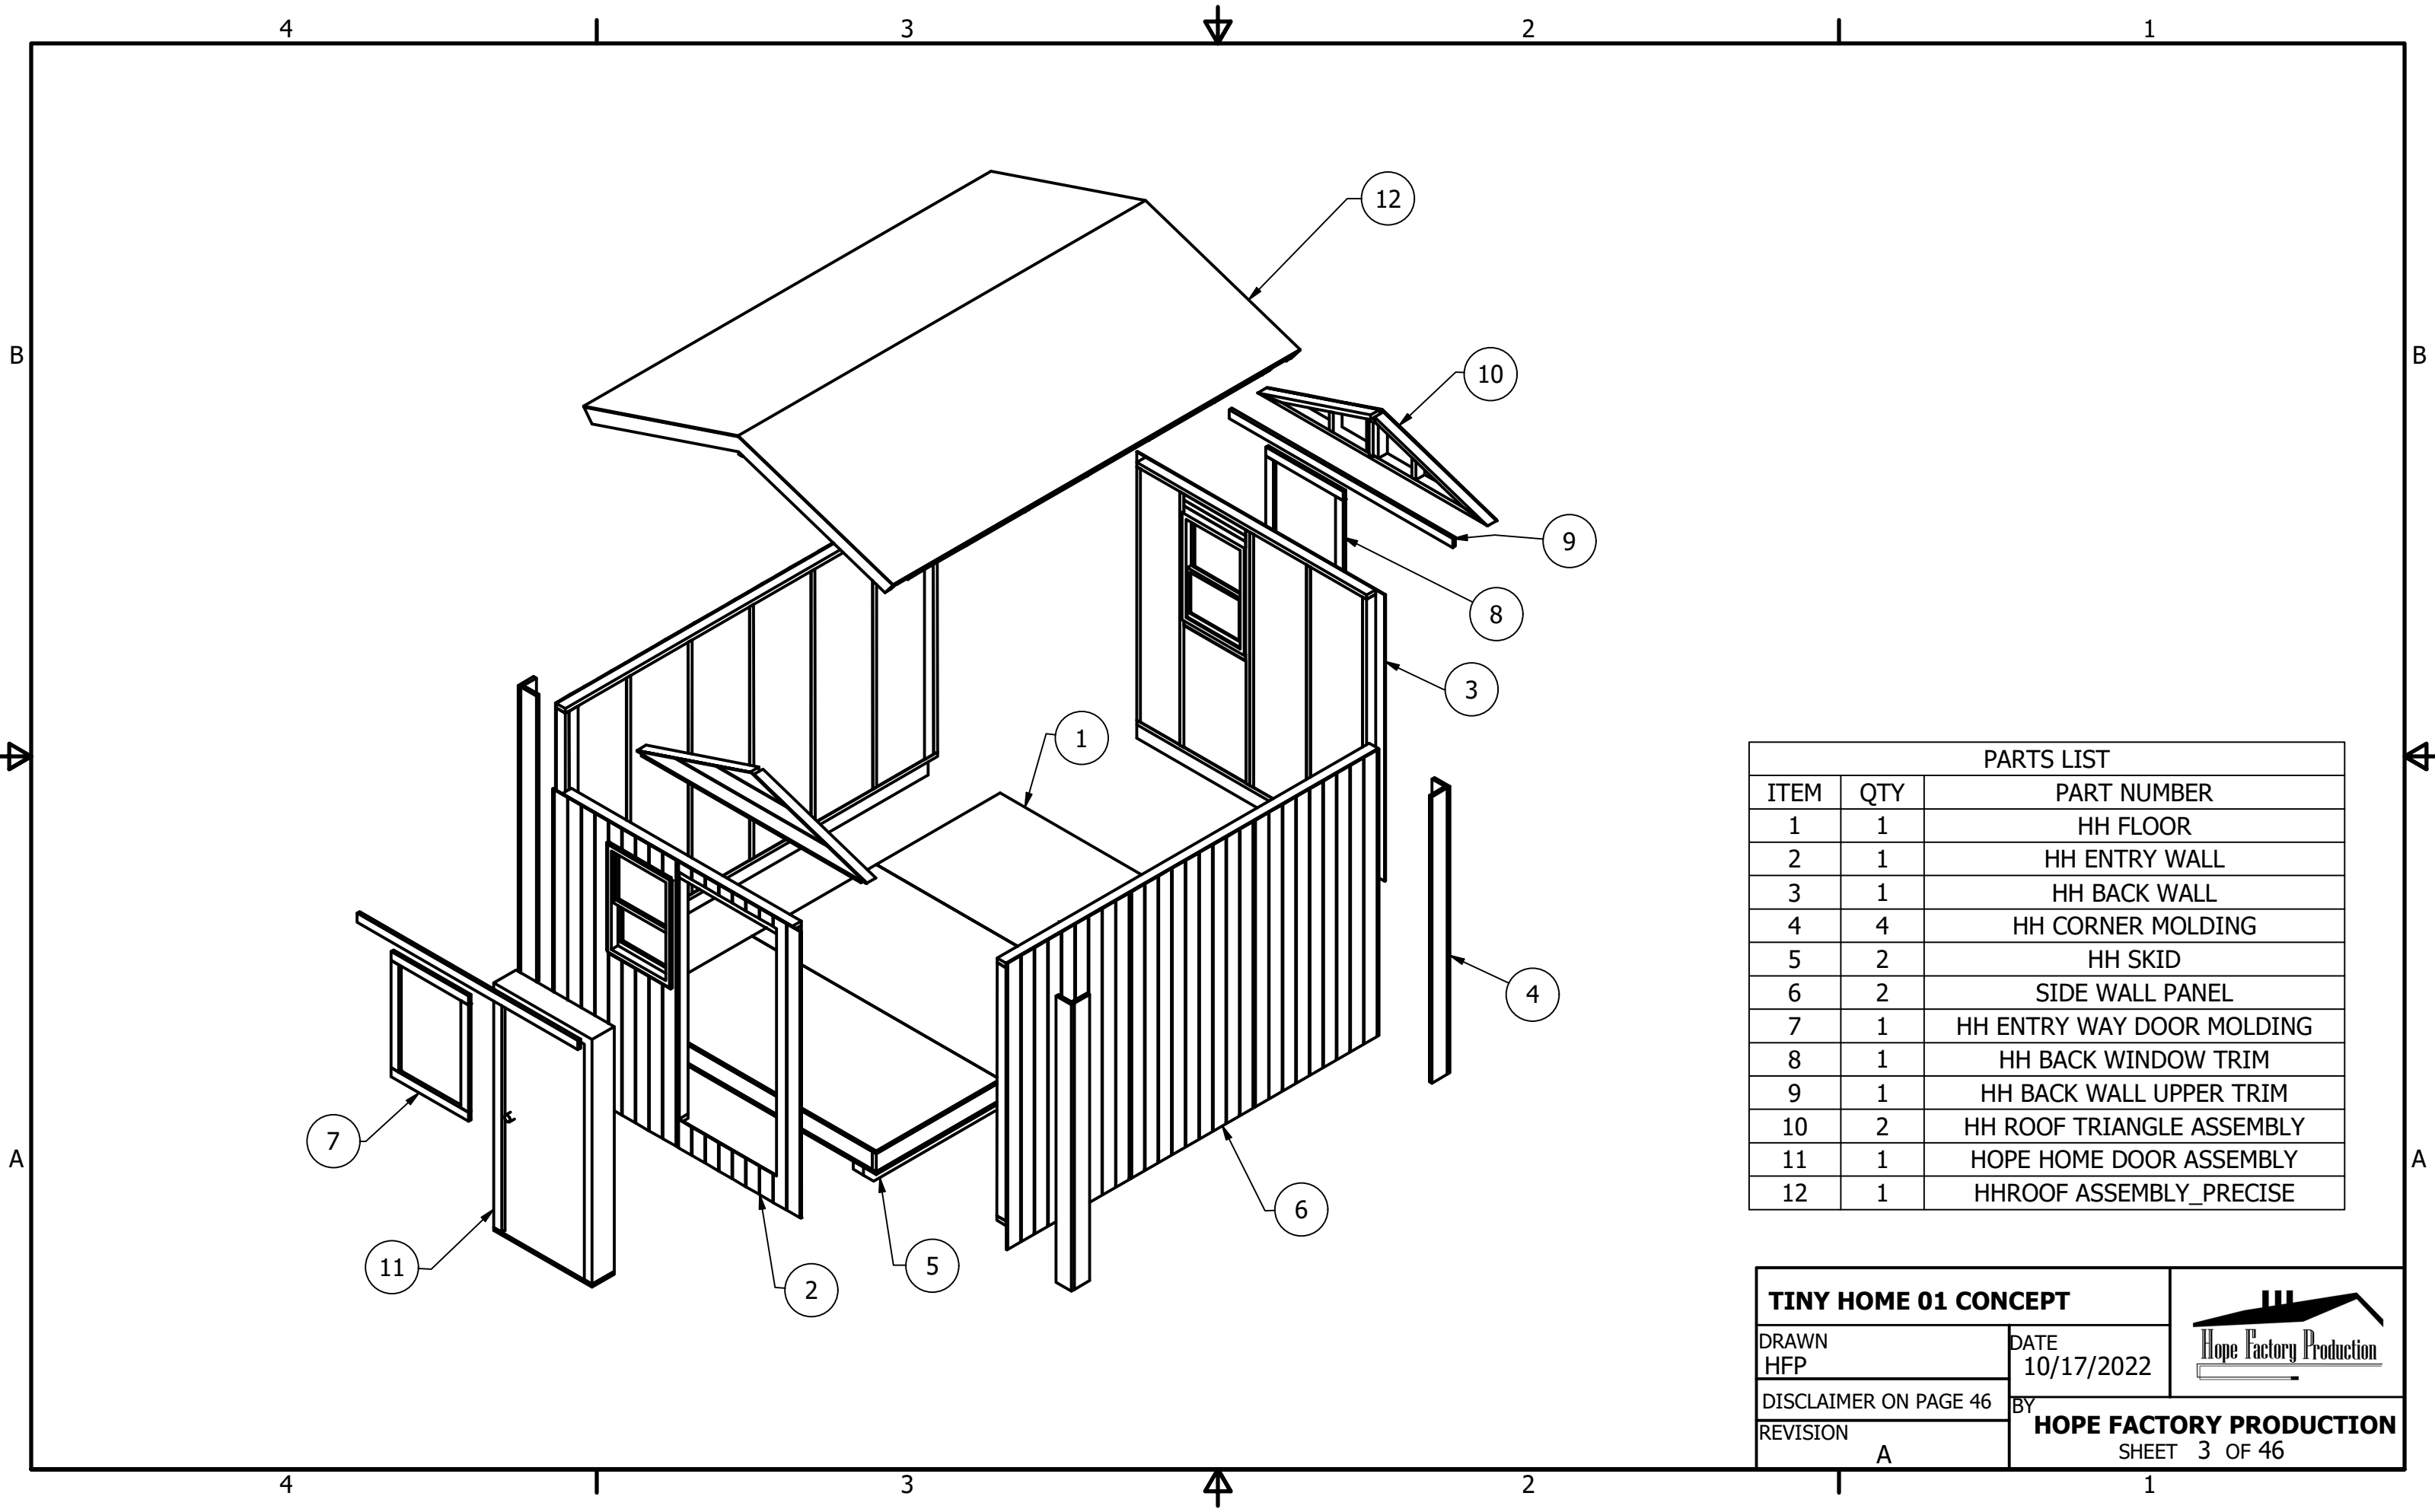 4 3 2 1
B B
A A
12
10
9
8
3
1
4
7
6
5
11
2
PARTS LIST
ITEM QTY PART NUMBER
1 1 HH FLOOR
2 1 HH ENTRY WALL
3 1 HH BACK WALL
4 4 HH CORNER MOLDING
5 2 HH SKID
6 2 SIDE WALL PANEL
7 1 HH ENTRY WAY DOOR MOLDING
8 1 HH BACK WINDOW TRIM
9 1 HH BACK WALL UPPER TRIM
10 2 HH ROOF TRIANGLE ASSEMBLY
11 1 HOPE HOME DOOR ASSEMBLY
12 1 HHROOF ASSEMBLY_PRECISE
TINY HOME 01 CONCEPT
DRAWN
HFP
DATE
10/17/2022
Hope Factory Production
DISCLAIMER ON PAGE 46
REVISION
A
BY
HOPE FACTORY PRODUCTION
SHEET 3 OF 46
4 3 2 1